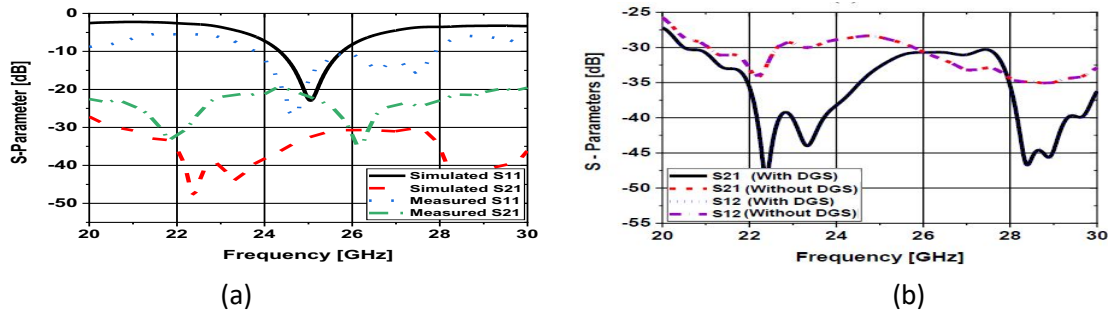 0
-10
-20
-30
-40
-50
S-Parameter [dB]
Simulated S11
Simulated S21
Measured S11
Measured S21
20 22 24 26 28 30
Frequency [GHz]
(a)
-25
-30
-35
-40
-45
-50
-55
S - Parameters [dB]
S21 (With DGS)
S21 (Without DGS)
S12 (With DGS)
S12 (Without DGS)
20 22 24 26 28 30
Frequency [GHz]
(b)